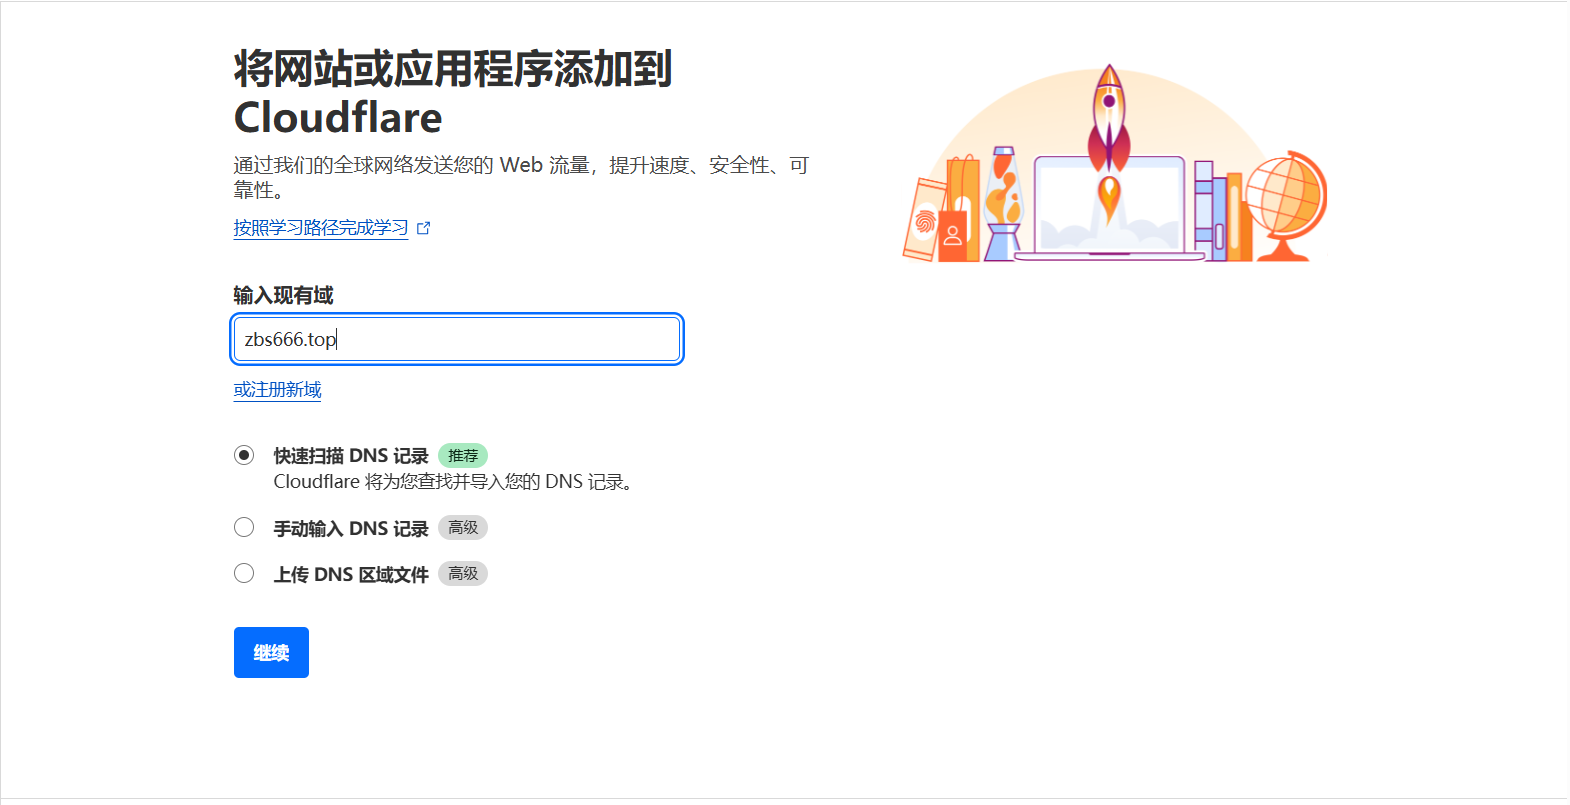 将网站或应用程序添加到
Cloudflare
通过我们的全球网络发送您的 Web 流量，提升速度、安全性、可
靠性。
按照学习路径完成学习
输入现有域
zbs666.top
或注册新域
快速扫描 DNS 记录 推荐
Cloudflare 将为您查找并导入您的 DNS 记录。
手动输入 DNS 记录 高级
上传 DNS 区域文件 高级
继续